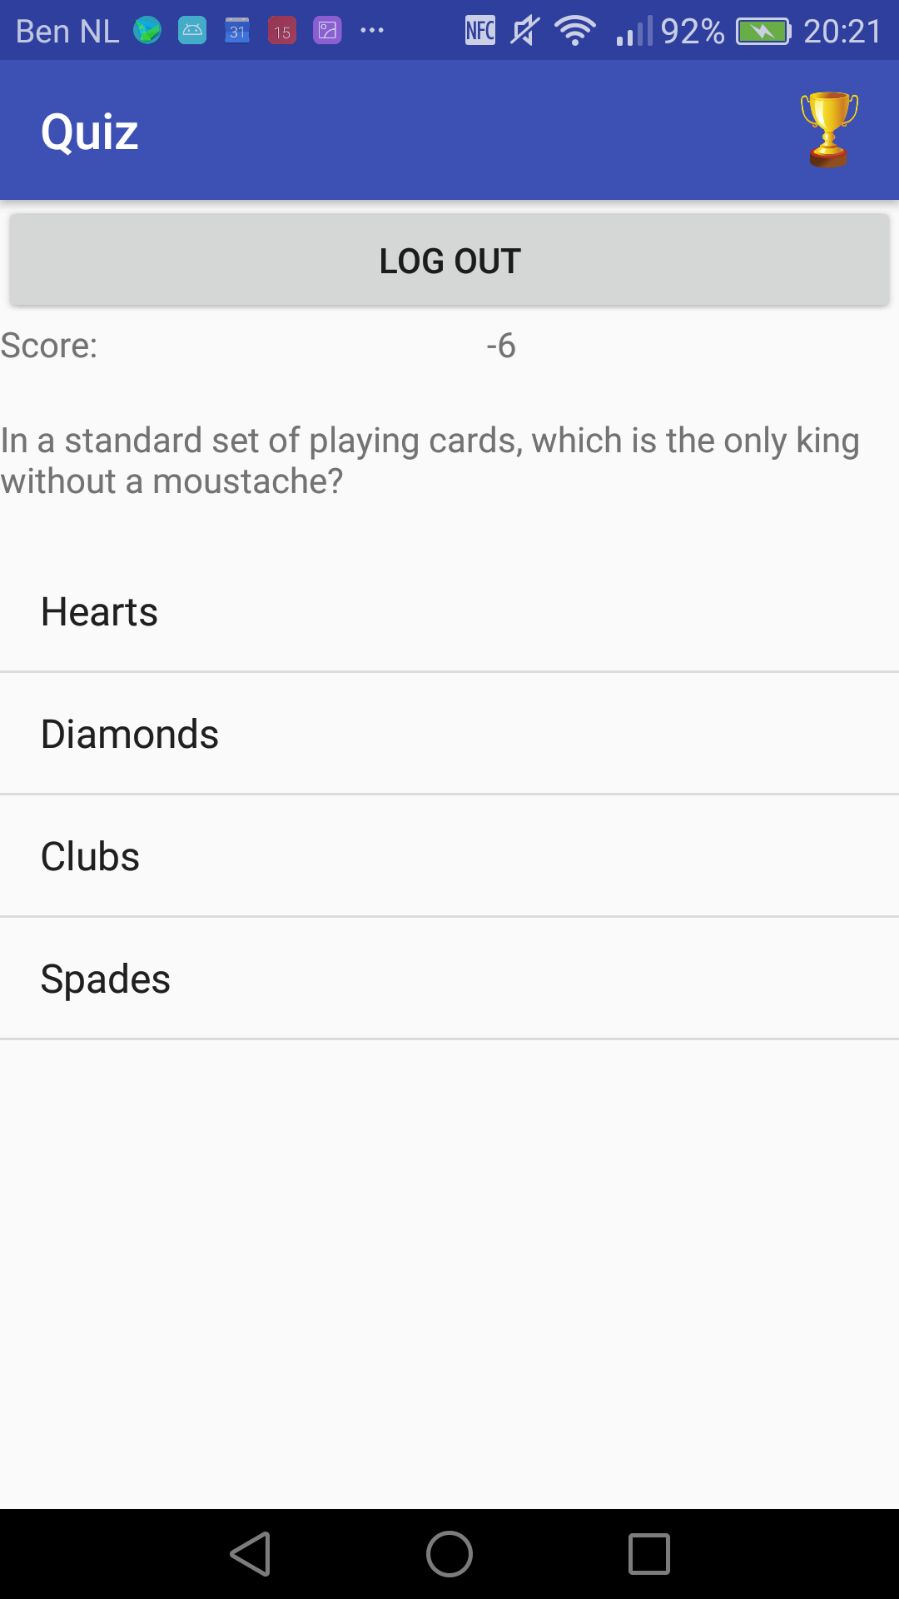 Ben NL 31 15 ... NFC 92% 20:21
Quiz
LOG OUT
Score: -6
In a standard set of playing cards, which is the only king
without a moustache?
Hearts
Diamonds
Clubs
Spades